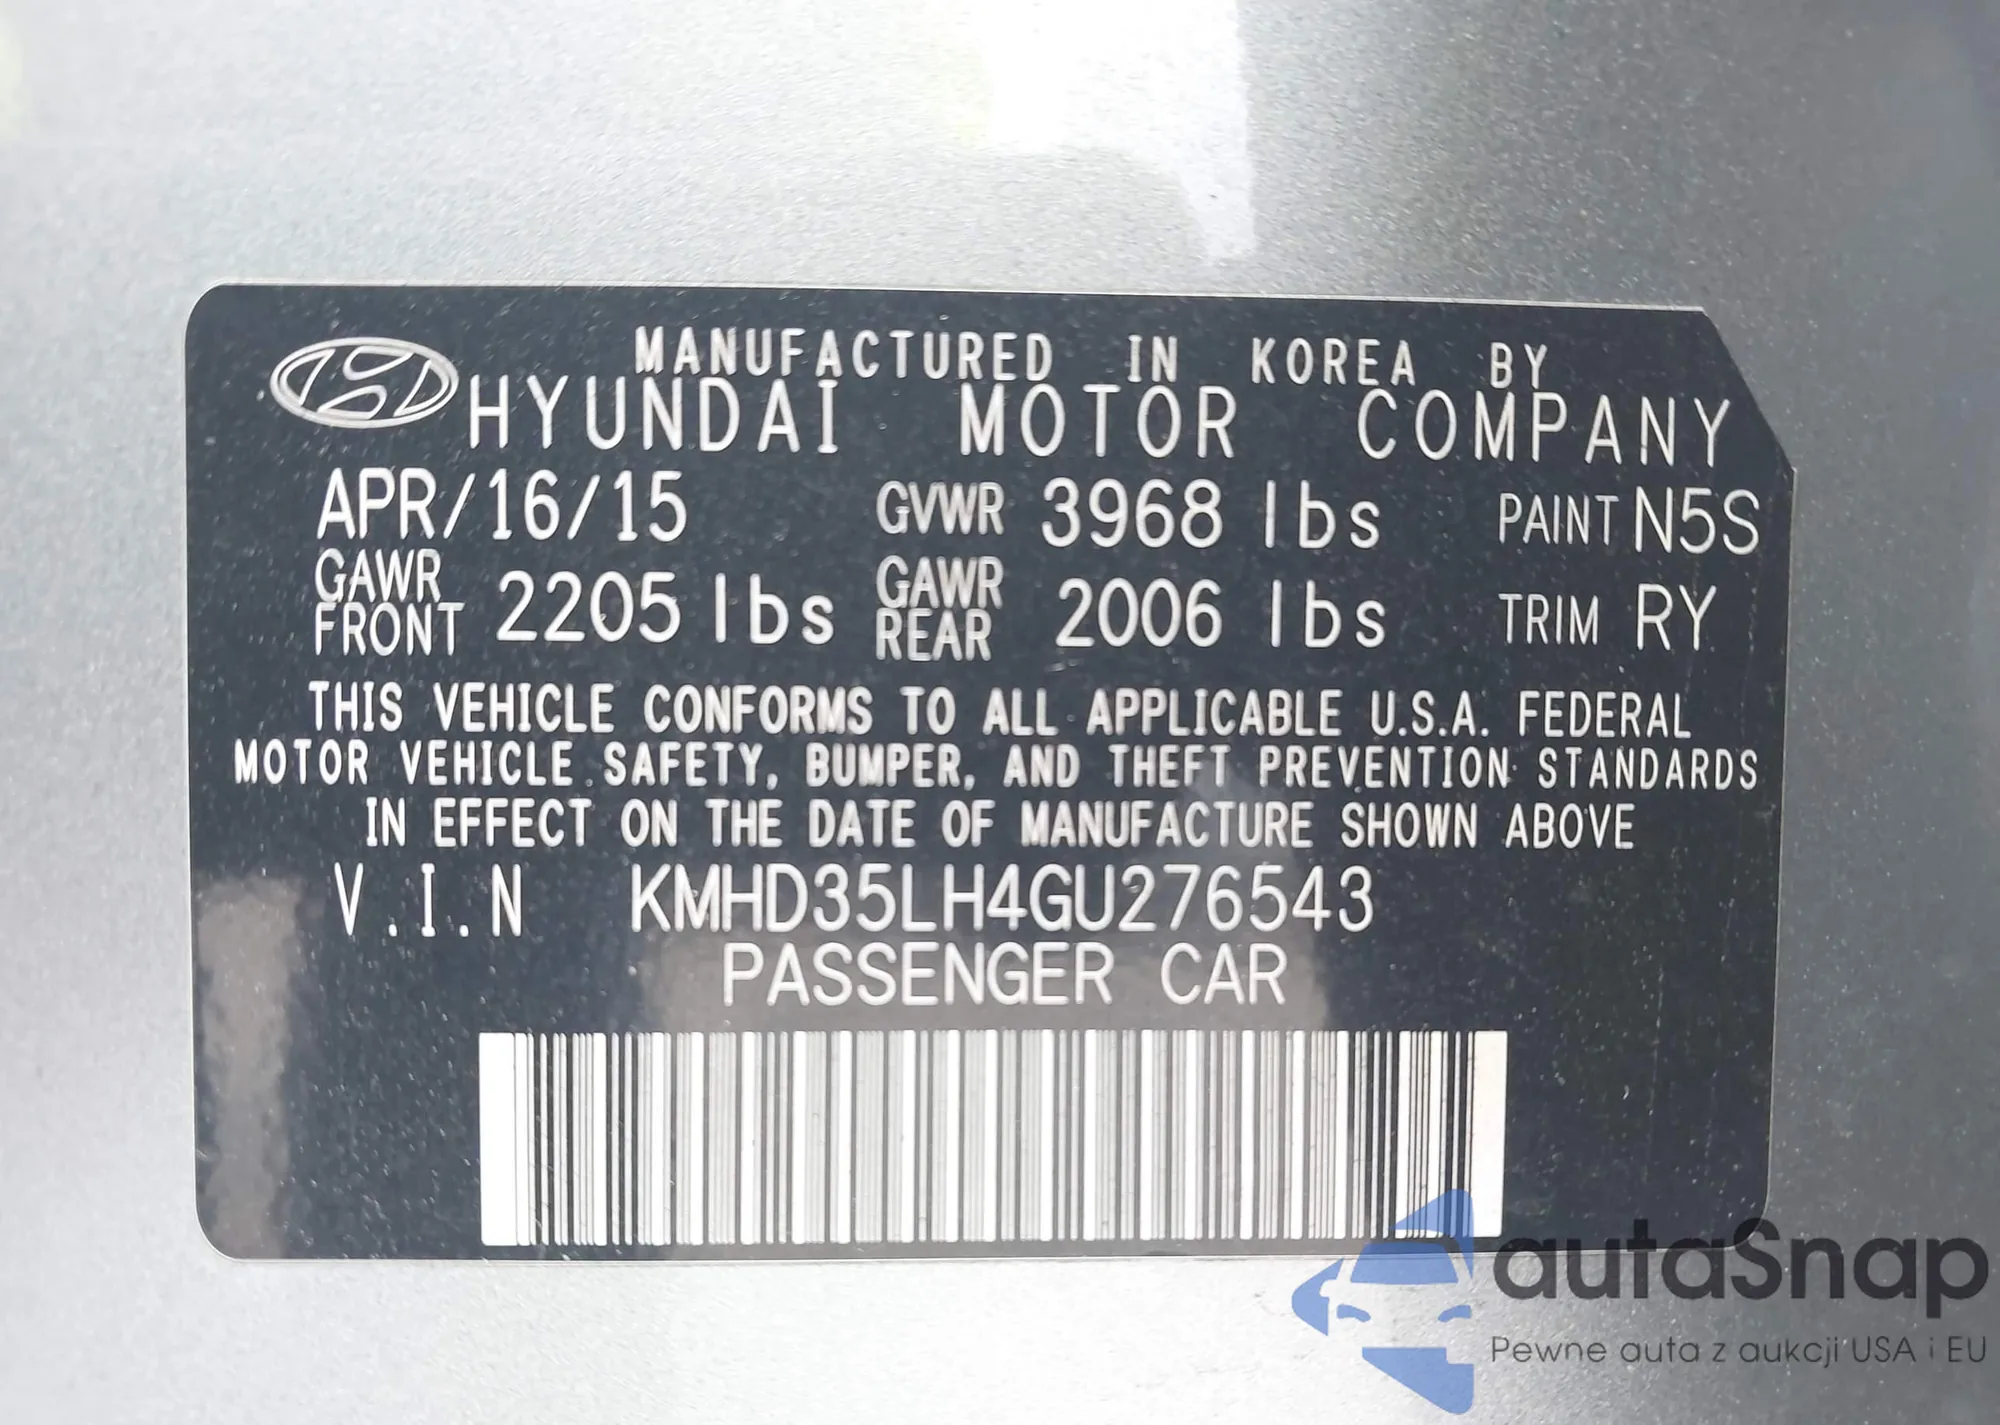 MANUFACTURED IN KOREA BY
HYUNDAI MOTOR COMPANY
APR/16/15 GVWR 3968 lbs PAINT N5S
GAWR FRONT 2205 lbs GAWR REAR 2006 lbs TRIM RY
THIS VEHICLE CONFORMS TO ALL APPLICABLE U.S.A. FEDERAL
MOTOR VEHICLE SAFETY, BUMPER, AND THEFT PREVENTION STANDARDS
IN EFFECT ON THE DATE OF MANUFACTURE SHOWN ABOVE
V.I.N KMHD35LH4GU276543
PASSENGER CAR
autaSnap
Pewne auta z aukcji USA i EU